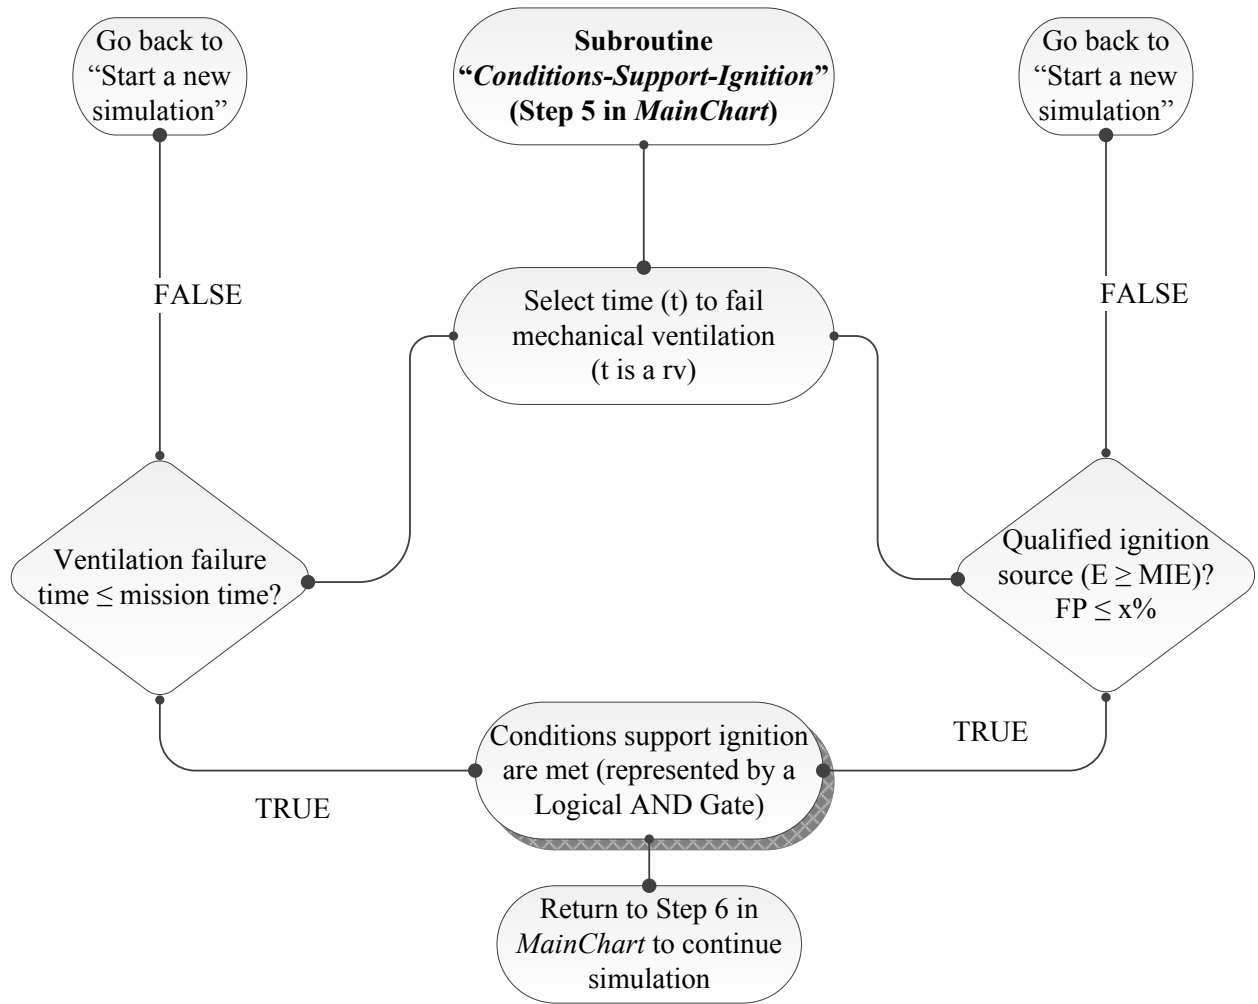 Go back to
“Start a new
simulation”
Subroutine
“Conditions-Support-Ignition”
(Step 5 in MainChart)
Go back to
“Start a new
simulation”
FALSE
Select time (t) to fail
mechanical ventilation
(t is a rv)
FALSE
Ventilation failure
time ≤ mission time?
Qualified ignition
source (E ≥ MIE)?
FP ≤ x%
TRUE
Conditions support ignition
are met (represented by a
Logical AND Gate)
TRUE
Return to Step 6 in
MainChart to continue
simulation